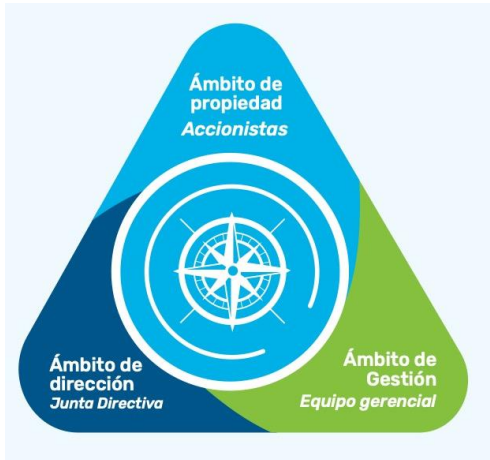 Ámbito de
propiedad
Accionistas
Ámbito de
dirección
Junta Directiva
Ámbito de
Gestión
Equipo gerencial